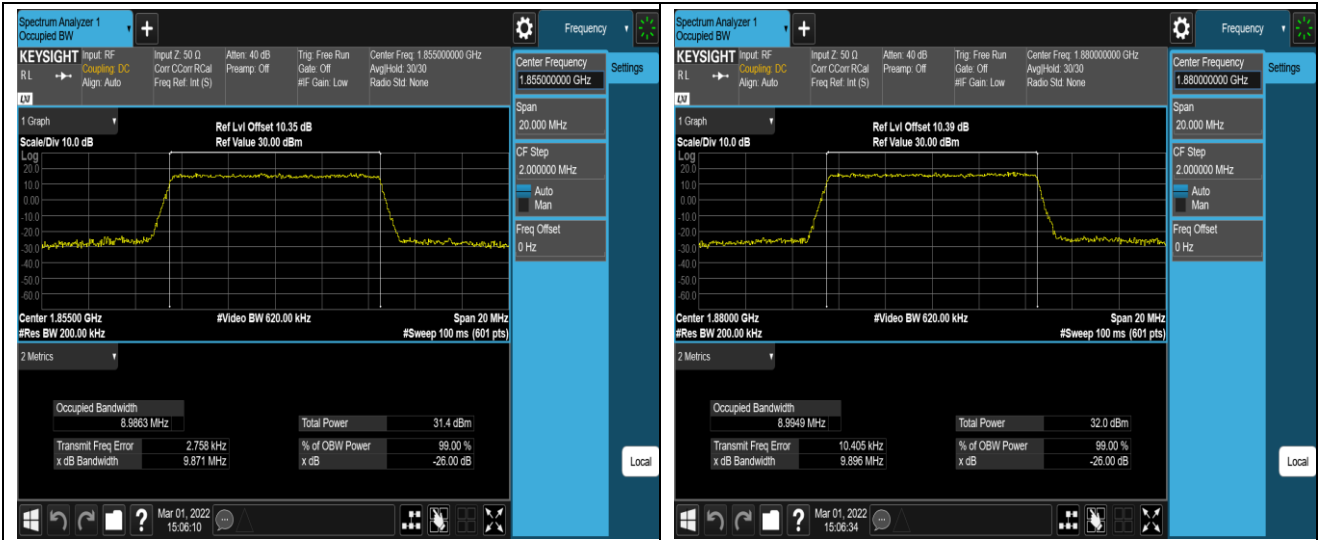 Spectrum Analyzer 1
Occupied BW
+
Frequency
KEYSIGHT
Input: RF
Input Z: 50 Ω
Atten: 40 dB
Trig: Free Run
Center Freq: 1.855000000 GHz
RL
Coupling: DC
Corr CCorr RCal
Preamp: Off
Gate: Off
Avg|Hold: 30/30
Align: Auto
Freq Ref: Int (S)
#IF Gain: Low
Radio Std: None
LXI
Center Frequency
1.855000000 GHz
Settings
Span
20.000 MHz
CF Step
2.000000 MHz
Auto
Man
Freq Offset
0 Hz
1 Graph
Ref Lvl Offset 10.35 dB
Scale/Div 10.0 dB
Ref Value 30.00 dBm
Log
20.0
10.0
0.00
-10.0
-20.0
-30.0
-40.0
-50.0
-60.0
Center 1.85500 GHz
#Video BW 620.00 kHz
Span 20 MHz
#Res BW 200.00 kHz
#Sweep 100 ms (601 pts)
2 Metrics
Occupied Bandwidth
8.9863 MHz
Total Power 31.4 dBm
Transmit Freq Error 2.758 kHz
% of OBW Power 99.00 %
x dB Bandwidth 9.871 MHz
x dB -26.00 dB
Local
?
Mar 01, 2022
15:06:10
Spectrum Analyzer 1
Occupied BW
+
Frequency
KEYSIGHT
Input: RF
Input Z: 50 Ω
Atten: 40 dB
Trig: Free Run
Center Freq: 1.880000000 GHz
RL
Coupling: DC
Corr CCorr RCal
Preamp: Off
Gate: Off
Avg|Hold: 30/30
Align: Auto
Freq Ref: Int (S)
#IF Gain: Low
Radio Std: None
LXI
Center Frequency
1.880000000 GHz
Settings
Span
20.000 MHz
CF Step
2.000000 MHz
Auto
Man
Freq Offset
0 Hz
1 Graph
Ref Lvl Offset 10.39 dB
Scale/Div 10.0 dB
Ref Value 30.00 dBm
Log
20.0
10.0
0.00
-10.0
-20.0
-30.0
-40.0
-50.0
-60.0
Center 1.88000 GHz
#Video BW 620.00 kHz
Span 20 MHz
#Res BW 200.00 kHz
#Sweep 100 ms (601 pts)
2 Metrics
Occupied Bandwidth
8.9949 MHz
Total Power 32.0 dBm
Transmit Freq Error 10.405 kHz
% of OBW Power 99.00 %
x dB Bandwidth 9.896 MHz
x dB -26.00 dB
Local
?
Mar 01, 2022
15:06:34